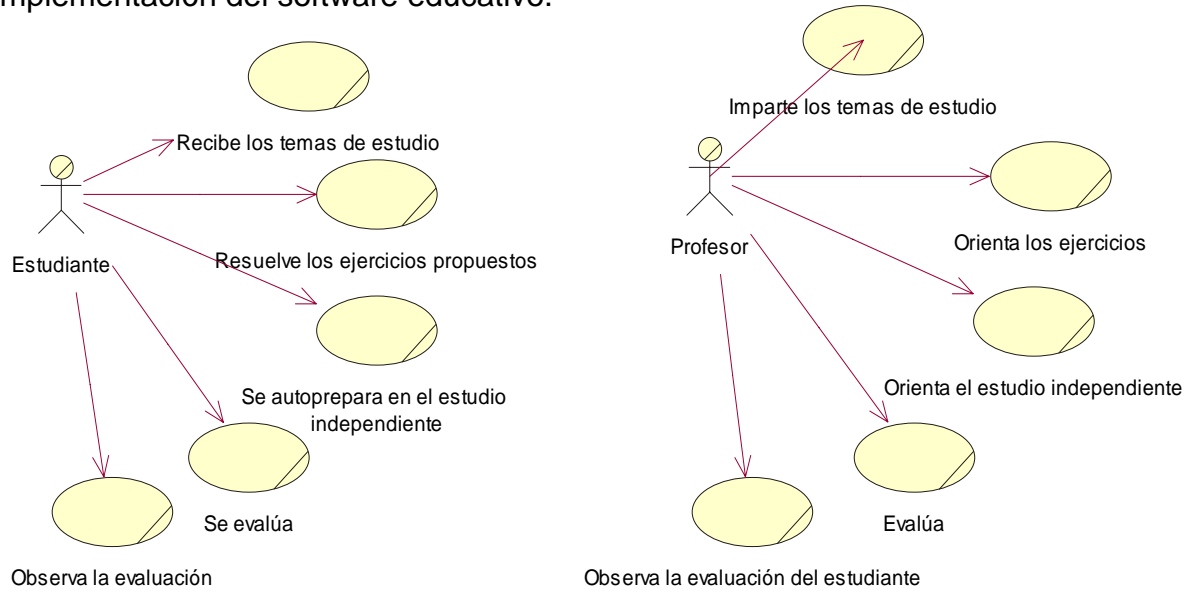 mplementación del software educativo.
Recibe los temas de estudio
Estudiante
Resuelve los ejercicios propuestos
Se autoprepara en el estudio
independiente
Se evalúa
Observa la evaluación
Imparte los temas de estudio
Profesor
Orienta los ejercicios
Orienta el estudio independiente
Evalúa
Observa la evaluación del estudiante